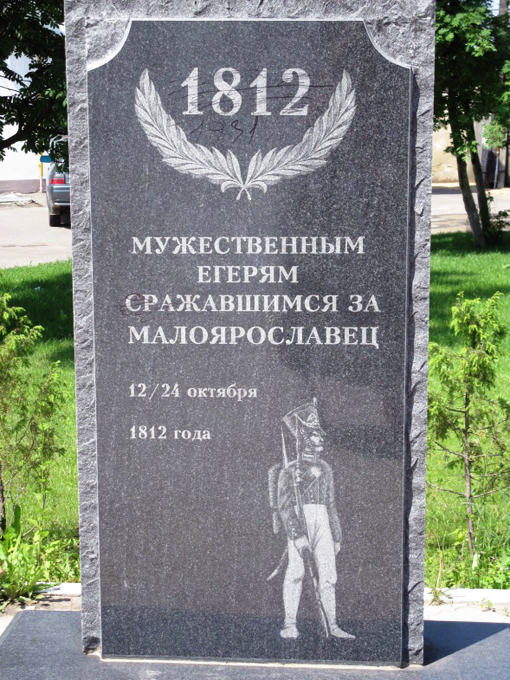 1812
МУЖЕСТВЕННЫМ
ЕГЕРЯМ
СРАЖАВШИМСЯ ЗА
МАЛОЯРОСЛАВЕЦ
12/24 октября
1812 года